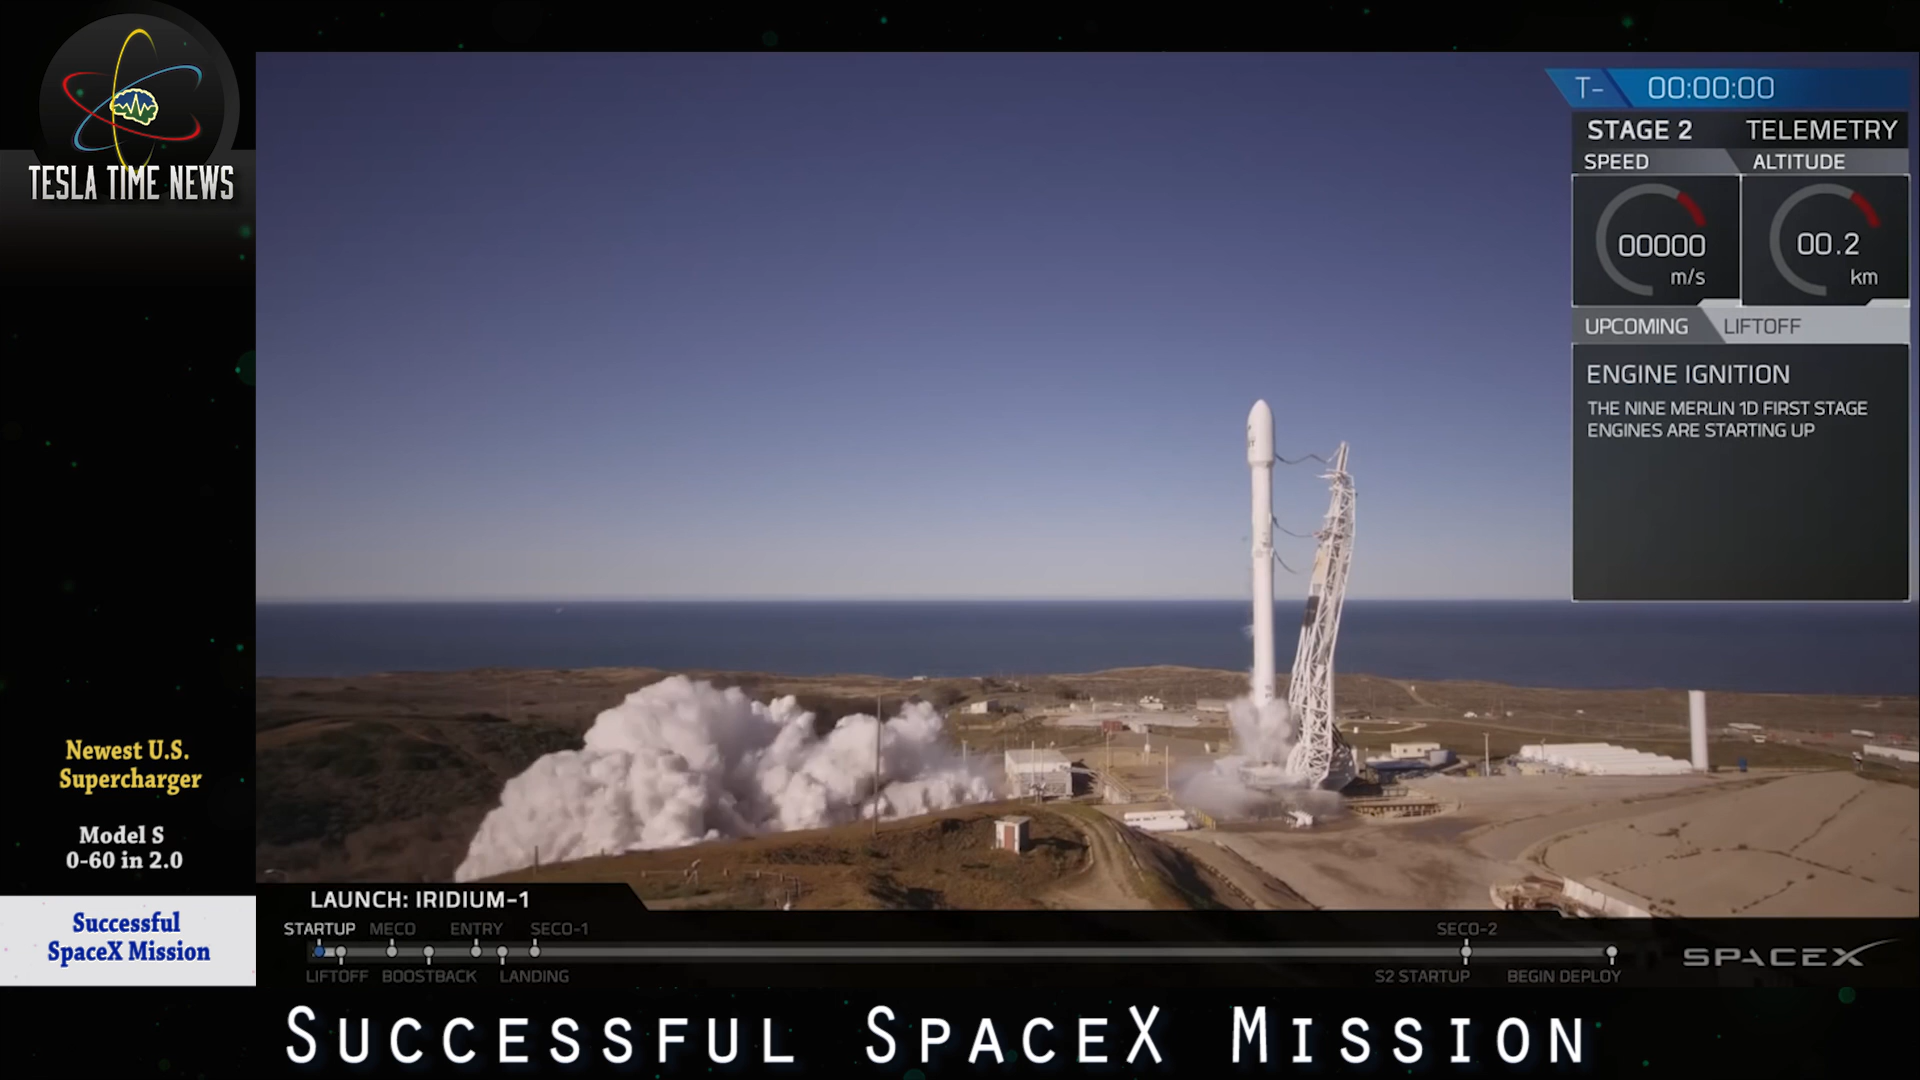 TESLA TIME NEWS
T- 00:00:00
STAGE 2 TELEMETRY
SPEED ALTITUDE
00000 00.2
m/s km
UPCOMING LIFTOFF
ENGINE IGNITION
THE NINE MERLIN 1D FIRST STAGE
ENGINES ARE STARTING UP
Newest U.S.
Supercharger
Model S
0-60 in 2.0
Successful
SpaceX Mission
LAUNCH: IRIDIUM-1
STARTUP MECO ENTRY SECO-1 SECO-2
LIFTOFF BOOSTBACK LANDING S2 STARTUP BEGIN DEPLOY
SPACEX
SUCCESSFUL SPACEX MISSION